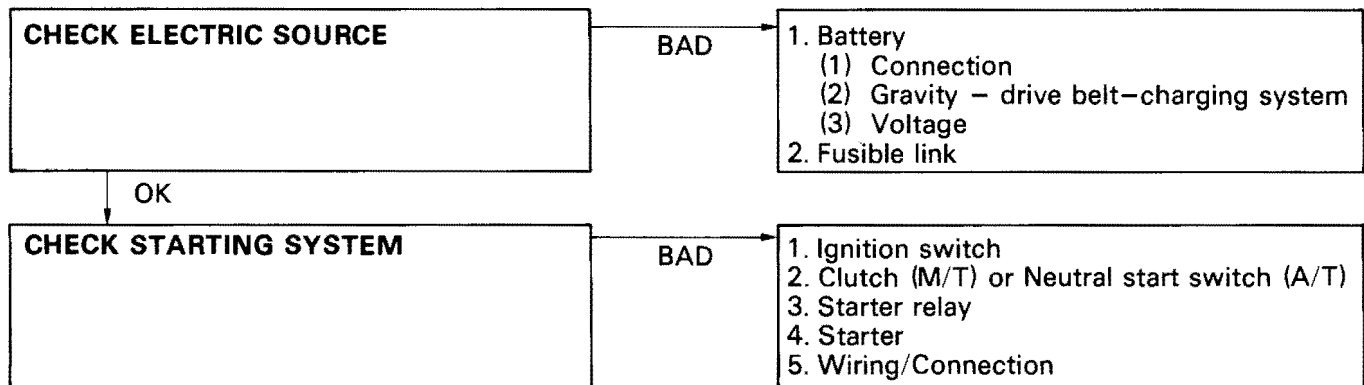 CHECK ELECTRIC SOURCE
BAD
1. Battery
(1) Connection
(2) Gravity – drive belt–charging system
(3) Voltage
2. Fusible link
OK
CHECK STARTING SYSTEM
BAD
1. Ignition switch
2. Clutch (M/T) or Neutral start switch (A/T)
3. Starter relay
4. Starter
5. Wiring/Connection